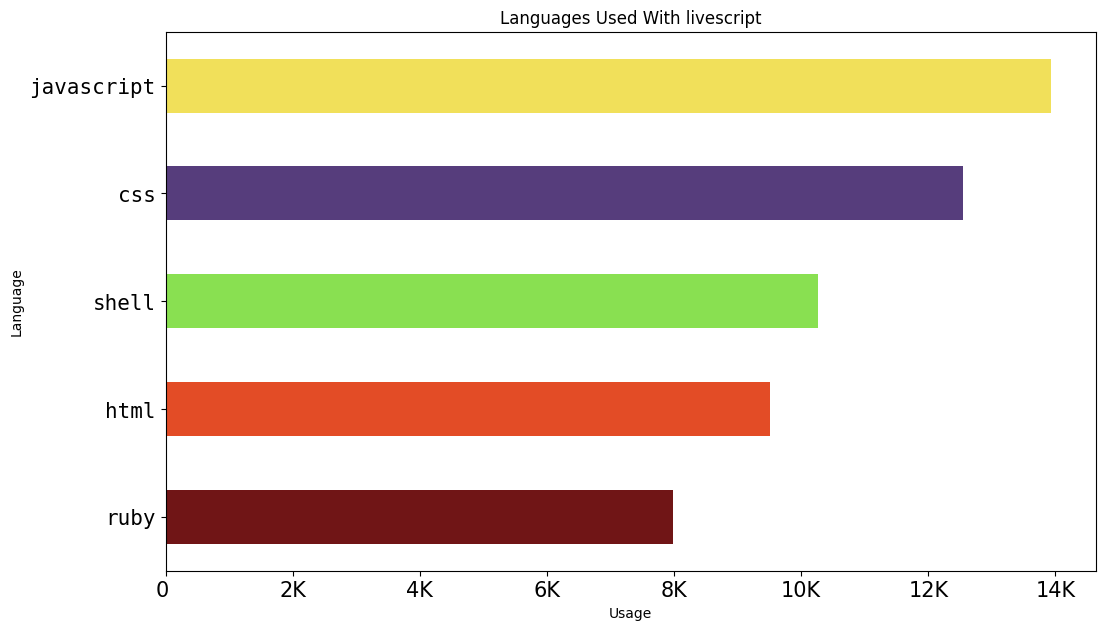 Languages Used With livescript
javascript
css
shell
html
ruby
Language
0 2K 4K 6K 8K 10K 12K 14K
Usage